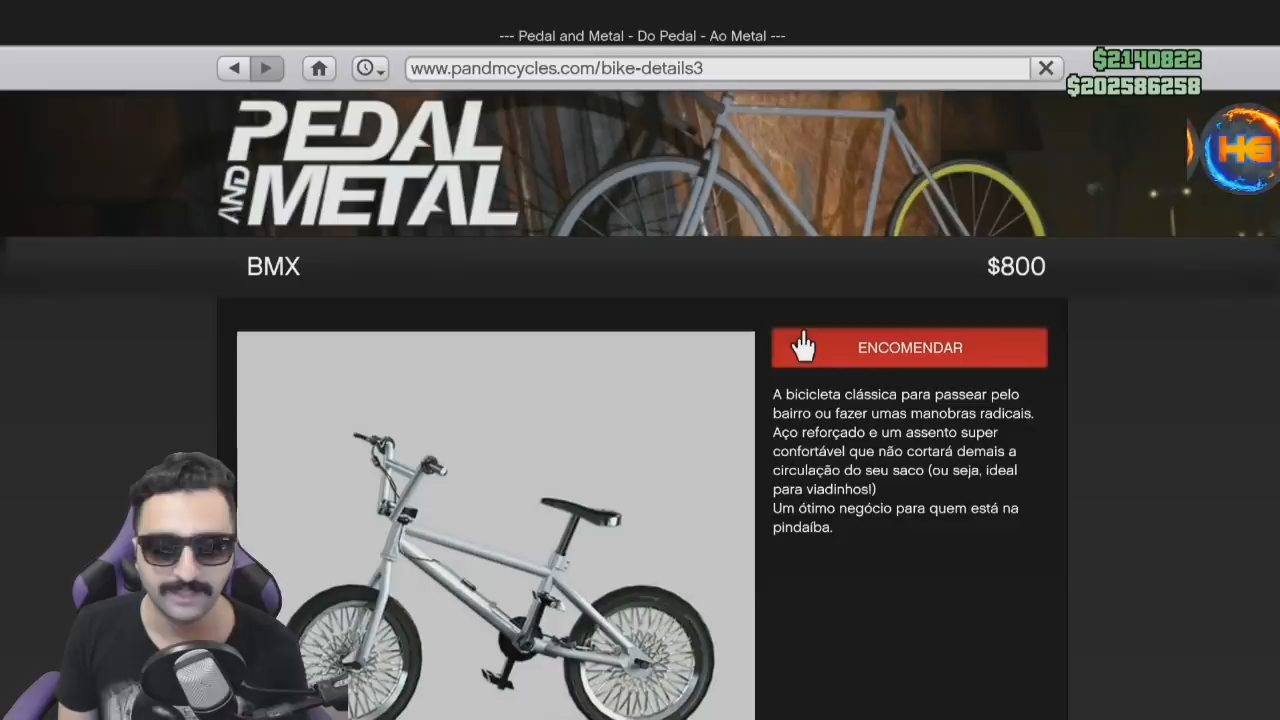 --- Pedal and Metal - Do Pedal - Ao Metal ---
www.pandmcycles.com/bike-details3
$2140822
$202586258
PEDAL
AND
METAL
HG
BMX
$800
ENCOMENDAR
A bicicleta clássica para passear pelo
bairro ou fazer umas manobras radicais.
Aço reforçado e um assento super
confortável que não cortará demais a
circulação do seu saco (ou seja, ideal
para viadinhos!)
Um ótimo negócio para quem está na
pindaíba.